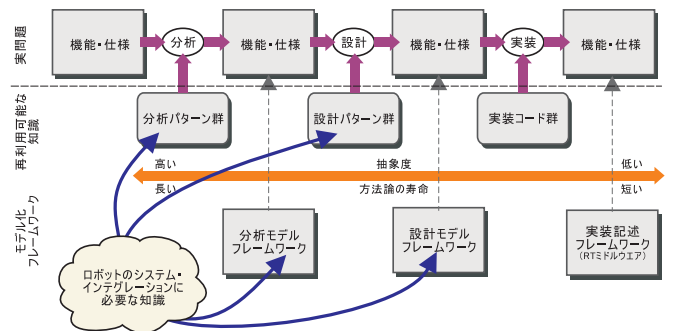 実問題
機能・仕様
分析
機能・仕様
設計
機能・仕様
実装
機能・仕様
再利用可能な
知識
分析パターン群
設計パターン群
実装コード群
高い
抽象度
低い
長い
方法論の寿命
短い
モデル化
フレームワーク
分析モデル
フレームワーク
設計モデル
フレームワーク
実装記述
フレームワーク
(RTミドルウエア)
ロボットのシステム・
インテグレーションに
必要な知識